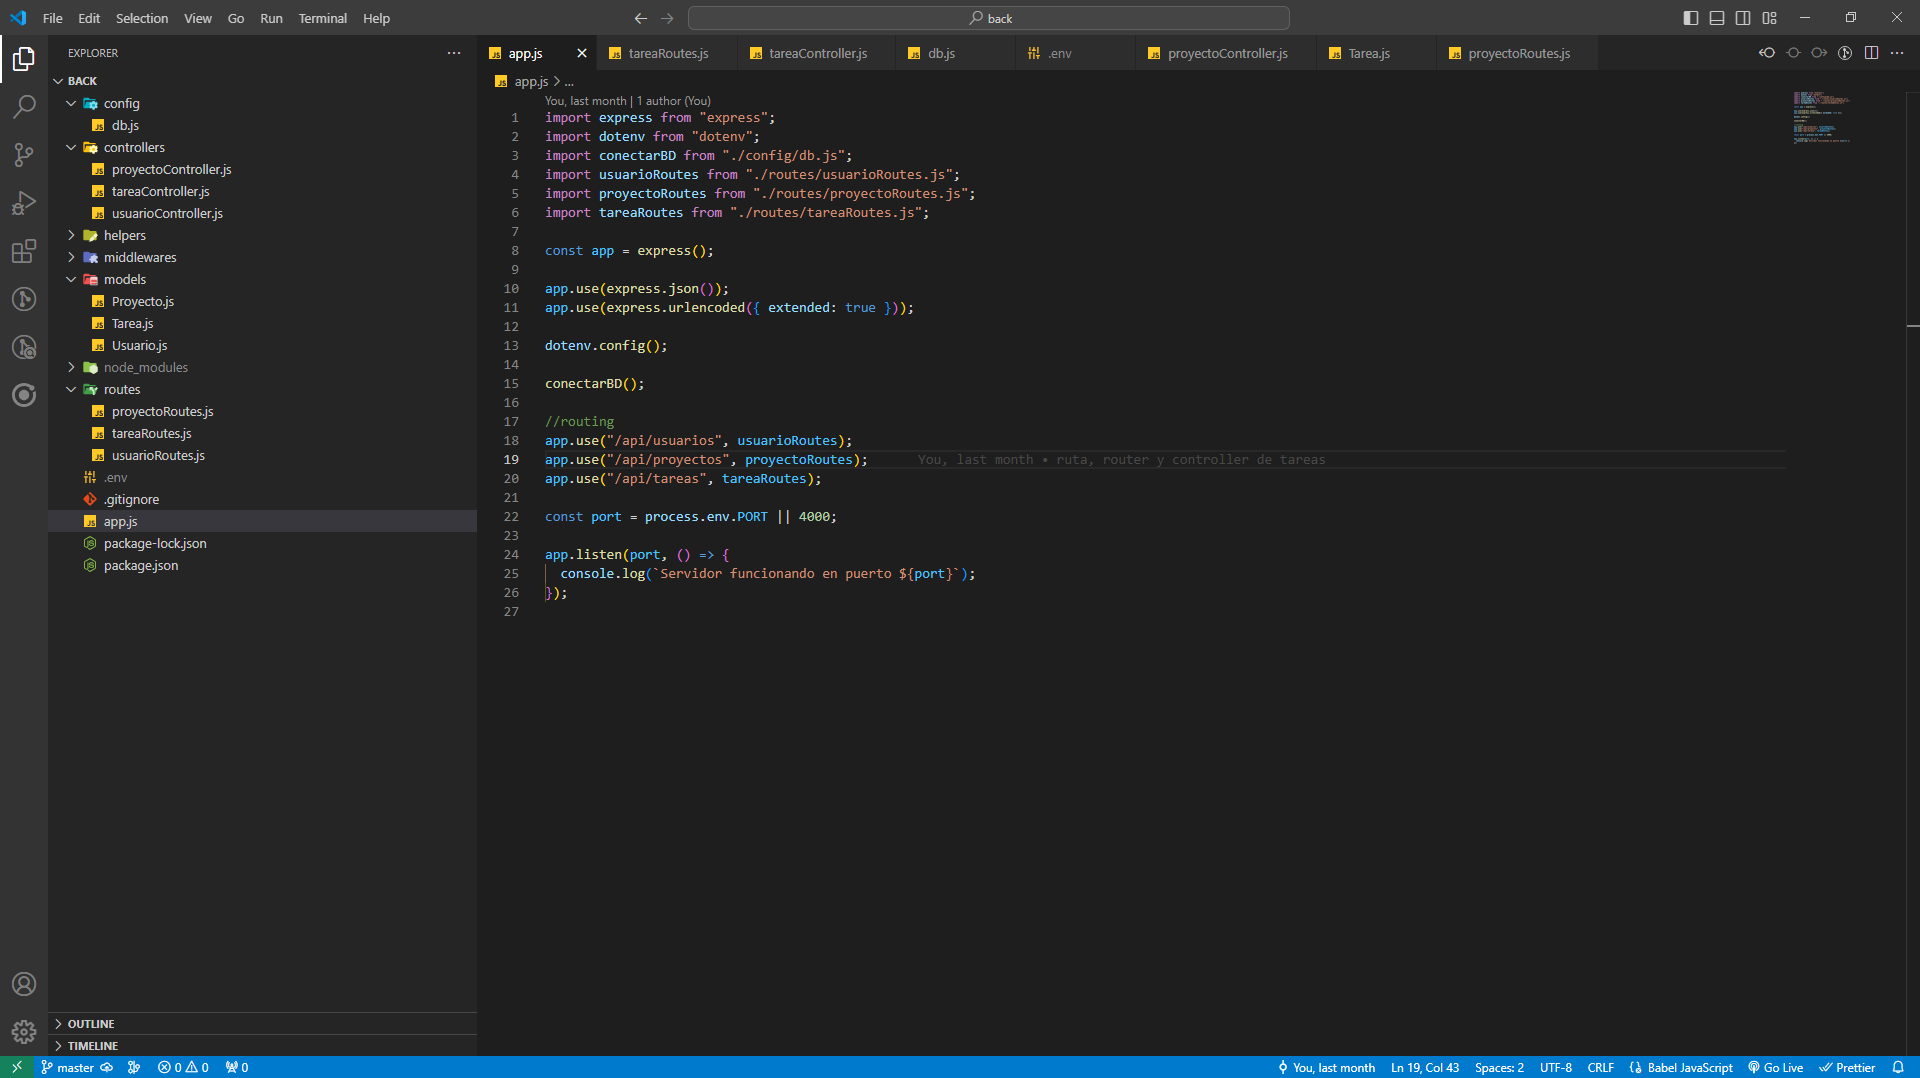 File Edit Selection View Go Run Terminal Help
back
EXPLORER
BACK
config
db.js
controllers
proyectoController.js
tareaController.js
usuarioController.js
helpers
middlewares
models
Proyecto.js
Tarea.js
Usuario.js
node_modules
routes
proyectoRoutes.js
tareaRoutes.js
usuarioRoutes.js
.env
.gitignore
app.js
package-lock.json
package.json
OUTLINE
TIMELINE
app.js tareaRoutes.js tareaController.js db.js .env proyectoController.js Tarea.js proyectoRoutes.js
app.js > ...
You, last month | 1 author (You)
1 import express from "express";
2 import dotenv from "dotenv";
3 import conectarBD from "./config/db.js";
4 import usuarioRoutes from "./routes/usuarioRoutes.js";
5 import proyectoRoutes from "./routes/proyectoRoutes.js";
6 import tareaRoutes from "./routes/tareaRoutes.js";
7
8 const app = express();
9
10 app.use(express.json());
11 app.use(express.urlencoded({ extended: true }));
12
13 dotenv.config();
14
15 conectarBD();
16
17 //routing
18 app.use("/api/usuarios", usuarioRoutes);
19 app.use("/api/proyectos", proyectoRoutes); You, last month • ruta, router y controller de tareas
20 app.use("/api/tareas", tareaRoutes);
21
22 const port = process.env.PORT || 4000;
23
24 app.listen(port, () => {
25 console.log(`Servidor funcionando en puerto ${port}`);
26 });
27
master 0 0 0 You, last month Ln 19, Col 43 Spaces: 2 UTF-8 CRLF Babel JavaScript Go Live Prettier